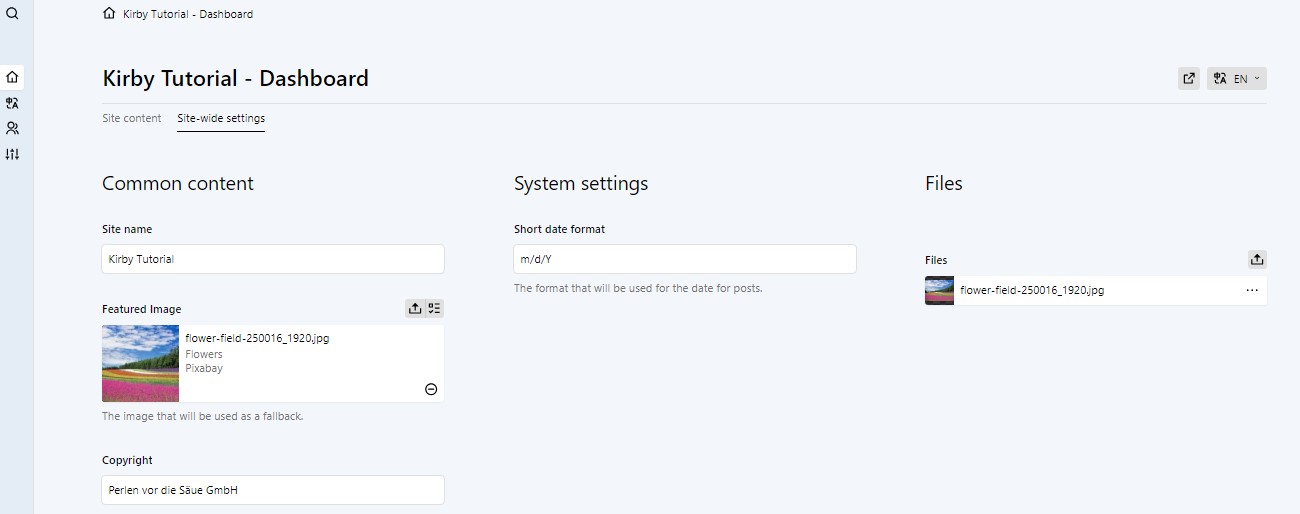 Kirby Tutorial - Dashboard
Kirby Tutorial - Dashboard
EN
Site content
Site-wide settings
Common content
Site name
Kirby Tutorial
Featured Image
flower-field-250016_1920.jpg
Flowers
Pixabay
The image that will be used as a fallback.
Copyright
Perlen vor die Säue GmbH
System settings
Short date format
m/d/Y
The format that will be used for the date for posts.
Files
Files
flower-field-250016_1920.jpg